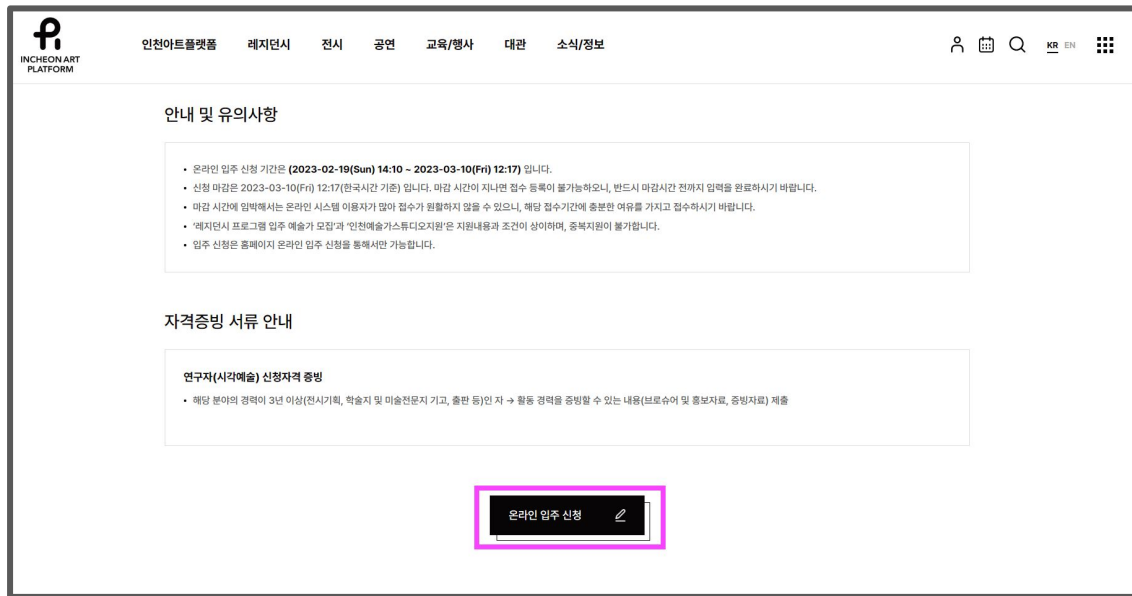 INCHEON ART
PLATFORM
인천아트플랫폼 레지던시 전시 공연 교육/행사 대관 소식/정보
KR EN
안내 및 유의사항
• 온라인 입주 신청 기간은 (2023-02-19(Sun) 14:10 ~ 2023-03-10(Fri) 12:17) 입니다.
• 신청 마감은 2023-03-10(Fri) 12:17(한국시간 기준) 입니다. 마감 시간이 지나면 접수 등록이 불가능하오니, 반드시 마감시간 전까지 입력을 완료하시기 바랍니다.
• 마감 시간에 임박해서는 온라인 시스템 이용자가 많아 접수가 원활하지 않을 수 있으니, 해당 접수기간에 충분한 여유를 가지고 접수하시기 바랍니다.
• '레지던시 프로그램 입주 예술가 모집'과 '인천예술가스튜디오지원'은 지원내용과 조건이 상이하며, 중복지원이 불가합니다.
• 입주 신청은 홈페이지 온라인 입주 신청을 통해서만 가능합니다.
자격증빙 서류 안내
연구자(시각예술) 신청자격 증빙
• 해당 분야의 경력이 3년 이상(전시기획, 학술지 및 미술전문지 기고, 출판 등)인 자 → 활동 경력을 증빙할 수 있는 내용(브로슈어 및 홍보자료, 증빙자료) 제출
온라인 입주 신청